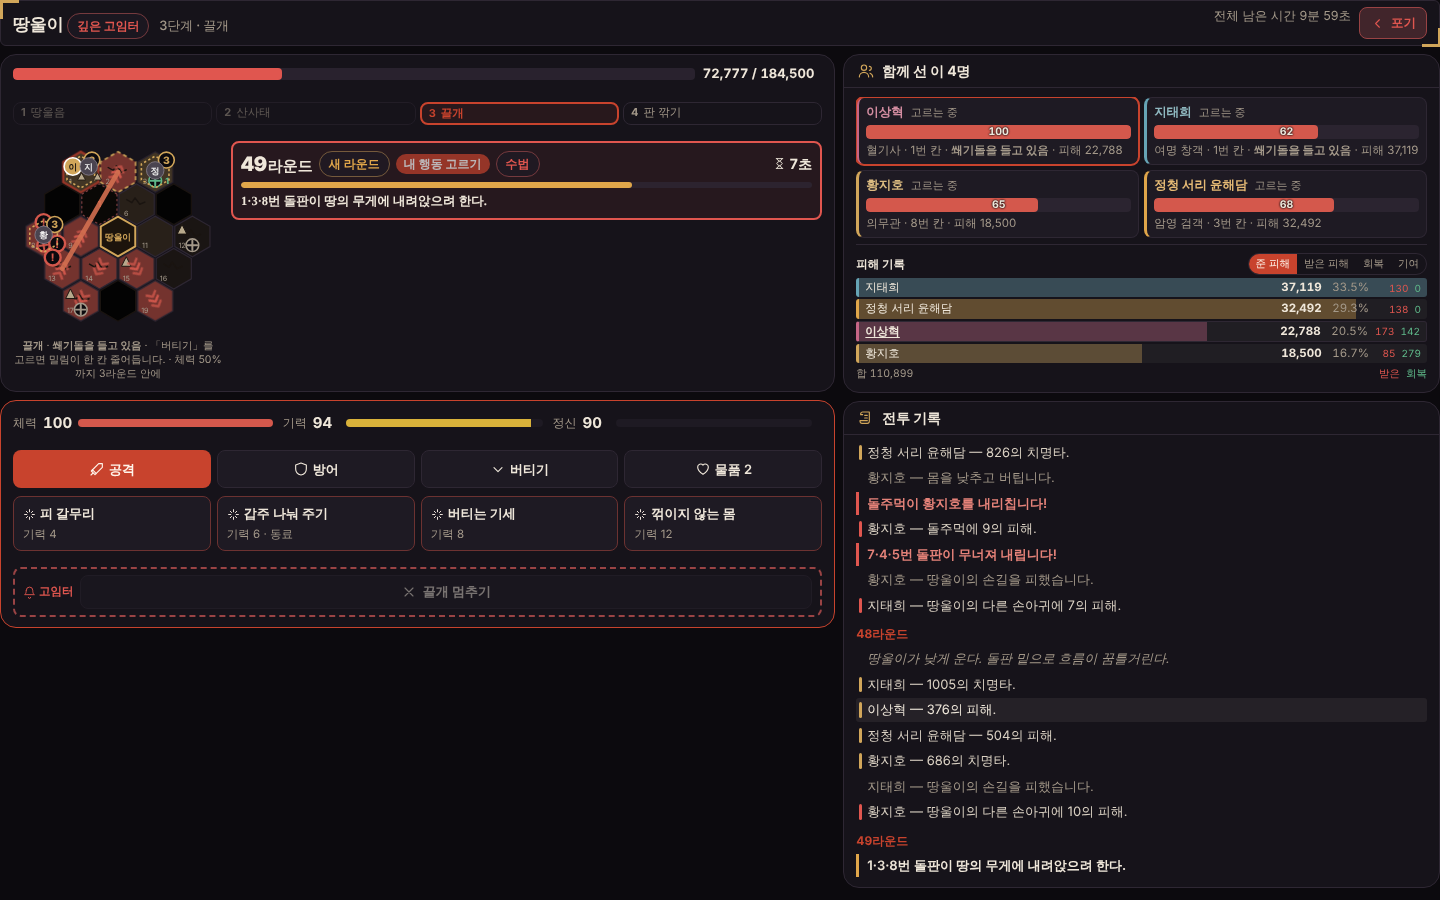 땅울이 깊은 고임터 3단계 · 끌개
전체 남은 시간 9분 59초
포기
72,777 / 184,500
1 땅울음
2 산사태
3 끌개
4 판 깎기
49라운드 새 라운드 내 행동 고르기 수법
7초
1·3·8번 돌판이 땅의 무게에 내려앉으려 한다.
이
지
3
정
6
3
황
땅울이
11
12
13
14
15
16
끌개 · 쐐기돌을 들고 있음 · 「버티기」를
고르면 밀림이 한 칸 줄어듭니다. · 체력 50%
까지 3라운드 안에
체력 100
기력 94
정신 90
공격
방어
버티기
물품 2
피 갈무리
기력 4
갑주 나눠 주기
기력 6 · 동료
버티는 기세
기력 8
꺾이지 않는 몸
기력 12
고임터
끌개 멈추기
함께 선 이 4명
이상혁 고르는 중
100
혈기사 · 1번 칸 · 쐐기돌을 들고 있음 · 피해 22,788
지태희 고르는 중
62
여명 창객 · 1번 칸 · 쐐기돌을 들고 있음 · 피해 37,119
황지호 고르는 중
65
의무관 · 8번 칸 · 피해 18,500
정청 서리 윤해담 고르는 중
68
암영 검객 · 3번 칸 · 피해 32,492
피해 기록
준 피해 받은 피해 회복 기여
지태희 37,119 33.5% 130 0
정청 서리 윤해담 32,492 29.3% 138 0
이상혁 22,788 20.5% 173 142
황지호 18,500 16.7% 85 279
합 110,899
받은 회복
전투 기록
정청 서리 윤해담 — 826의 치명타.
황지호 — 몸을 낮추고 버팁니다.
돌주먹이 황지호를 내리칩니다!
황지호 — 돌주먹에 9의 피해.
7·4·5번 돌판이 무너져 내립니다!
황지호 — 땅울이의 손길을 피했습니다.
지태희 — 땅울이의 다른 손아귀에 7의 피해.
48라운드
땅울이가 낮게 운다. 돌판 밑으로 흐름이 꿈틀거린다.
지태희 — 1005의 치명타.
이상혁 — 376의 피해.
정청 서리 윤해담 — 504의 피해.
황지호 — 686의 치명타.
지태희 — 땅울이의 손길을 피했습니다.
황지호 — 땅울이의 다른 손아귀에 10의 피해.
49라운드
1·3·8번 돌판이 땅의 무게에 내려앉으려 한다.